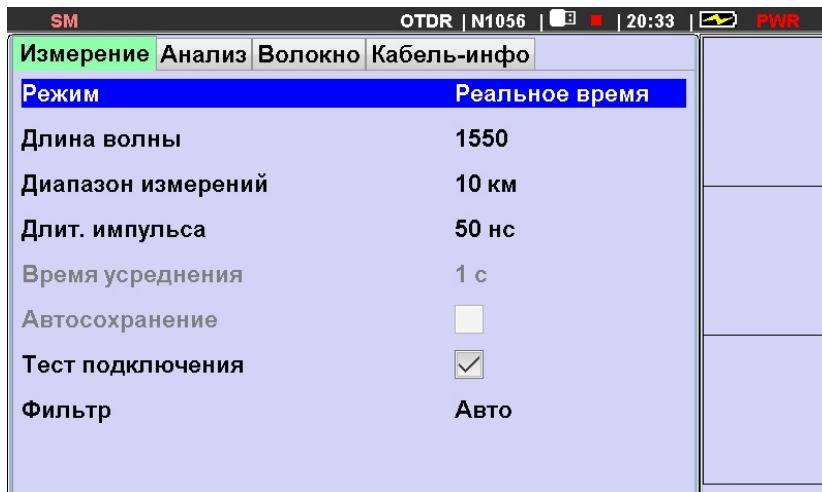 SM OTDR | N1056 | | 20:33 | PWR
Измерение Анализ Волокно Кабель-инфо
Режим Реальное время
Длина волны 1550
Диапазон измерений 10 км
Длит. импульса 50 нс
Время усреднения 1 с
Автосохранение
Тест подключения
Фильтр Авто